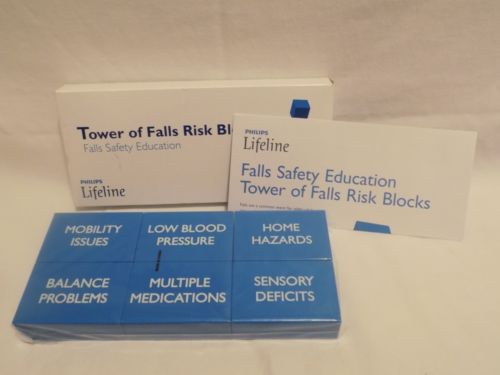 Tower of Falls Risk
Falls Safety Education
PHILIPS
Lifeline
PHILIPS
Lifeline
Falls Safety Education
Tower of Falls Risk Blocks
MOBILITY
ISSUES
LOW BLOOD
PRESSURE
HOME
HAZARDS
BALANCE
PROBLEMS
MULTIPLE
MEDICATIONS
SENSORY
DEFICITS